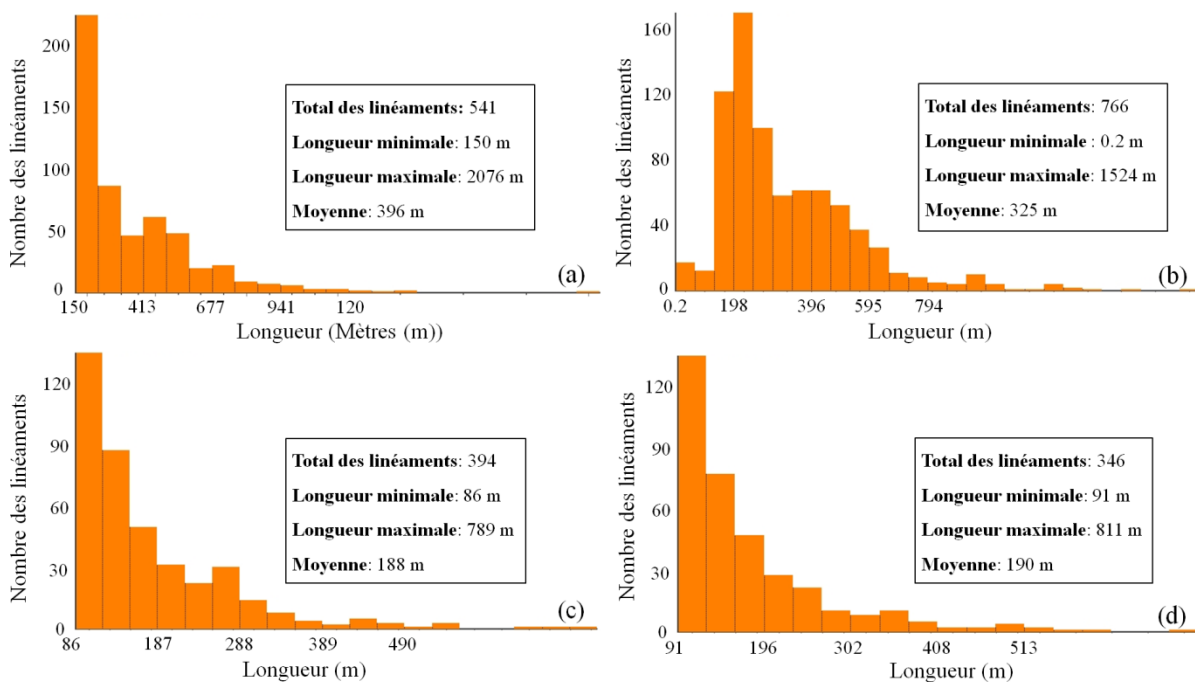 Nombre des linéaments
200
150
100
50
0
150 413 677 941 120
Longueur (Mètres (m))
Total des linéaments: 541
Longueur minimale: 150 m
Longueur maximale: 2076 m
Moyenne: 396 m
(a)
Nombre des linéaments
160
120
80
40
0
0.2 198 396 595 794
Longueur (m)
Total des linéaments: 766
Longueur minimale : 0.2 m
Longueur maximale: 1524 m
Moyenne: 325 m
(b)
Nombre des linéaments
120
90
60
30
0
86 187 288 389 490
Longueur (m)
Total des linéaments: 394
Longueur minimale: 86 m
Longueur maximale: 789 m
Moyenne: 188 m
(c)
Nombre des linéaments
120
90
60
30
0
91 196 302 408 513
Longueur (m)
Total des linéaments: 346
Longueur minimale: 91 m
Longueur maximale: 811 m
Moyenne: 190 m
(d)